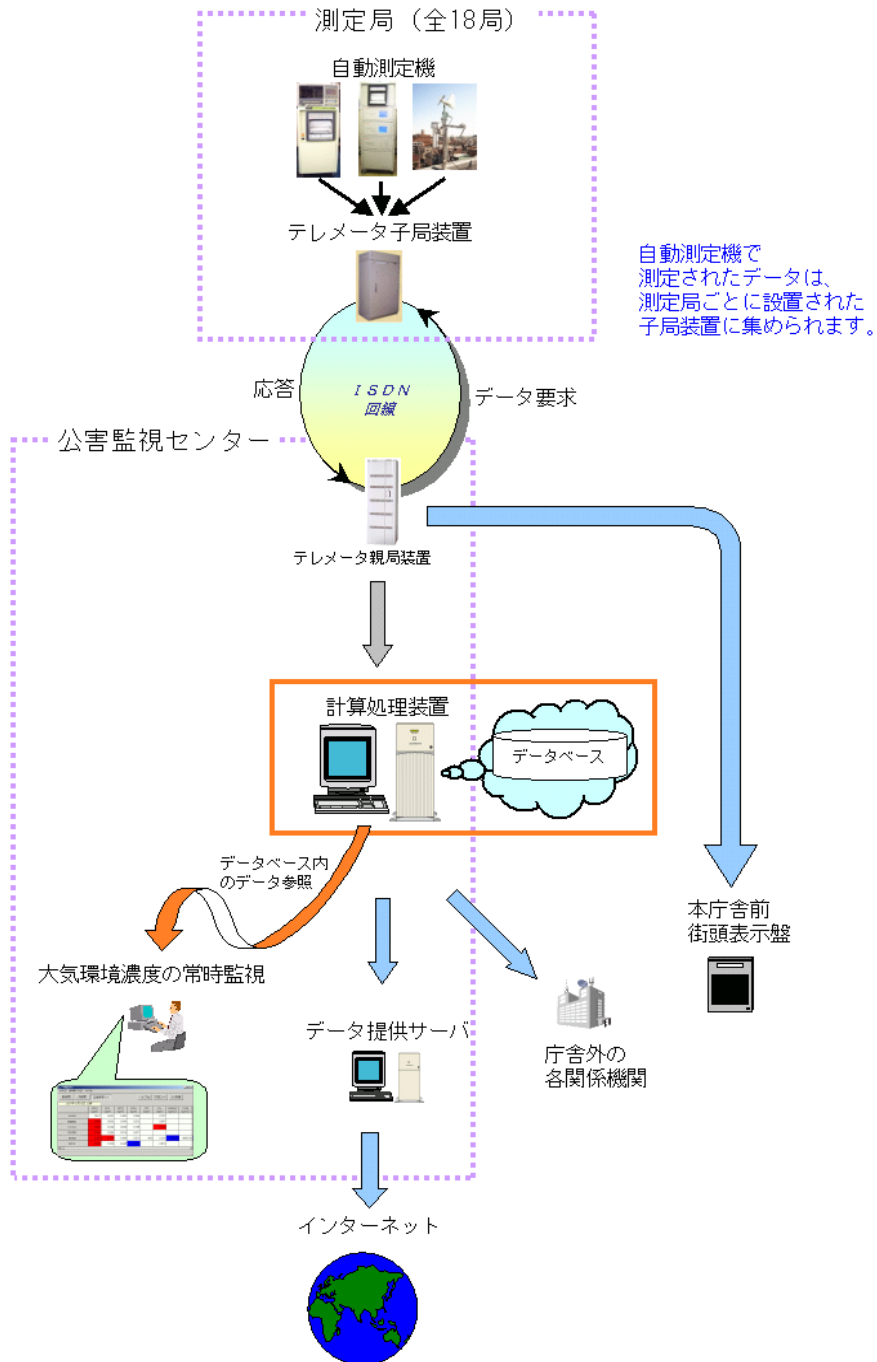 測定局（全18局）
自動測定機
テレメータ子局装置
自動測定機で
測定されたデータは、
測定局ごとに設置された
子局装置に集められます。
応答
ISDN
回線
データ要求
公害監視センター
テレメータ親局装置
計算処理装置
データベース
データベース内
のデータ参照
本庁舎前
街頭表示盤
大気環境濃度の常時監視
データ提供サーバ
庁舎外の
各関係機関
インターネット